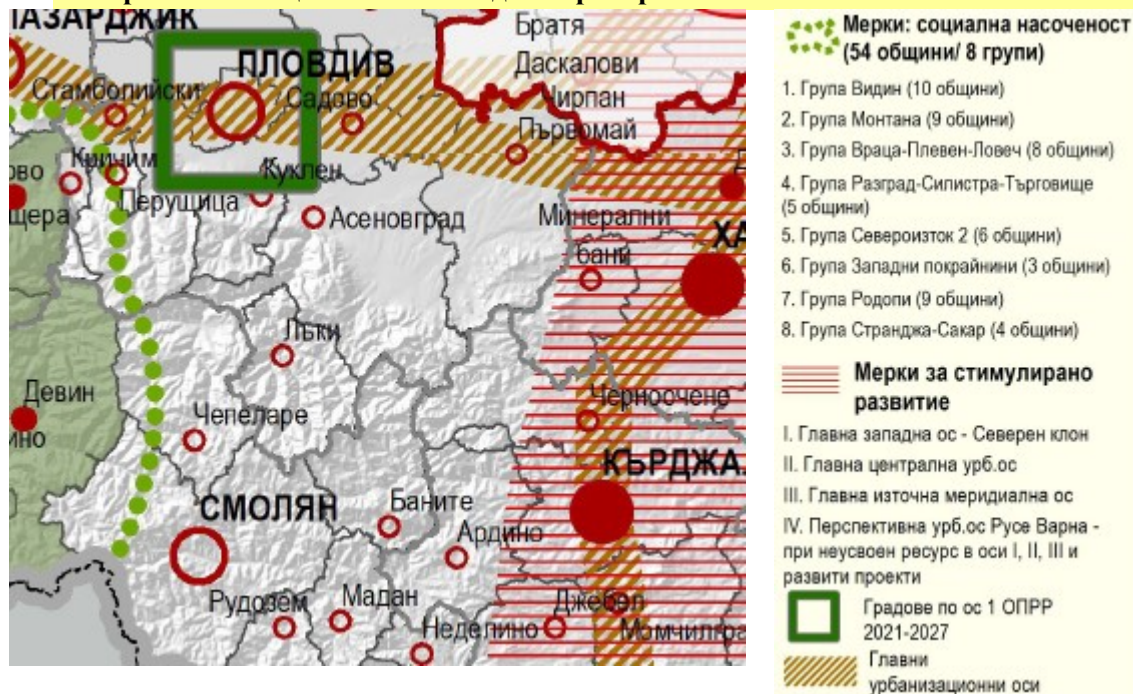 ПАЗАРДЖИК
Братя
Даскалови
ПЛОВДИВ
Стамболийски
Садово
Чирпан
Първомай
Кричим
Куклен
Перущица
Асеновград
Минерални
бани
ХА
Лъки
Девин
Чепеларе
Черноочене
КЪРДЖА
СМОЛЯН
Баните
Ардино
Рудозем
Мадан
Джебел
Неделино
Момчилгра
Мерки: социална насоченост
(54 общини/ 8 групи)
1. Група Видин (10 общини)
2. Група Монтана (9 общини)
3. Група Враца-Плевен-Ловеч (8 общини)
4. Група Разград-Силистра-Търговище
(5 общини)
5. Група Североизток 2 (6 общини)
6. Група Западни покрайнини (3 общини)
7. Група Родопи (9 общини)
8. Група Странджа-Сакар (4 общини)
Мерки за стимулирано
развитие
I. Главна западна ос - Северен клон
II. Главна централна урб.ос
III. Главна източна меридиална ос
IV. Перспективна урб.ос Русе Варна -
при неусвоен ресурс в оси I, II, III и
развити проекти
Градове по ос 1 ОПРР
2021-2027
Главни
урбанизационни оси